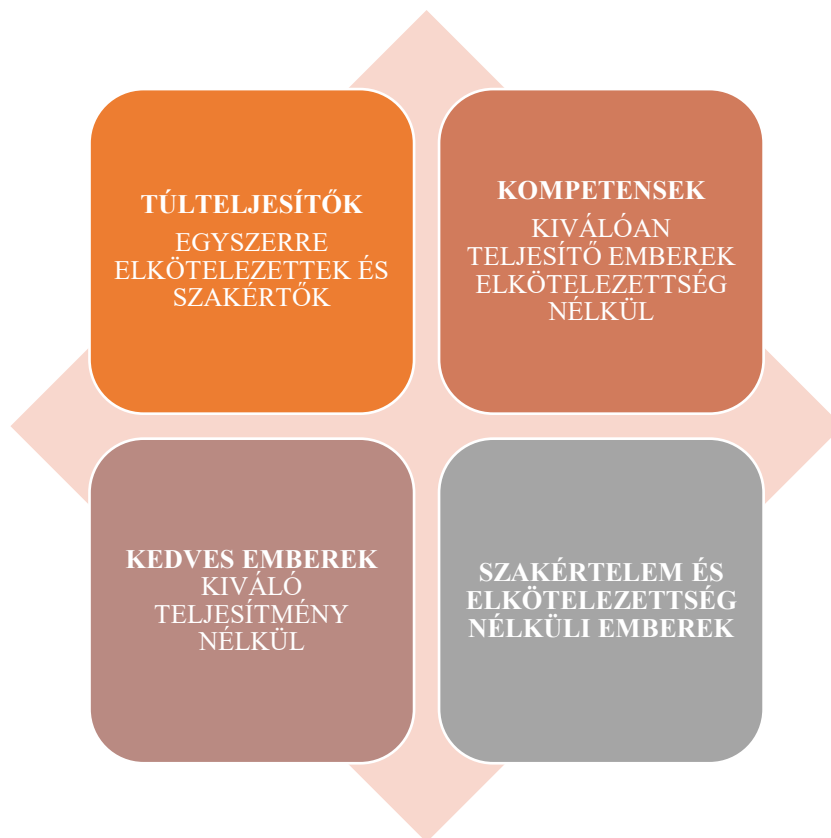 TÚLTELJESÍTŐK
EGYSZERRE
ELKÖTELEZETTEK ÉS
SZAKÉRTŐK
KOMPETENSEK
KIVÁLÓAN
TELJESÍTŐ EMBEREK
ELKÖTELEZETTSÉG
NÉLKÜL
KEDVES EMBEREK
KIVÁLÓ
TELJESÍTMÉNY
NÉLKÜL
SZAKÉRTELEM ÉS
ELKÖTELEZETTSÉG
NÉLKÜLI EMBEREK